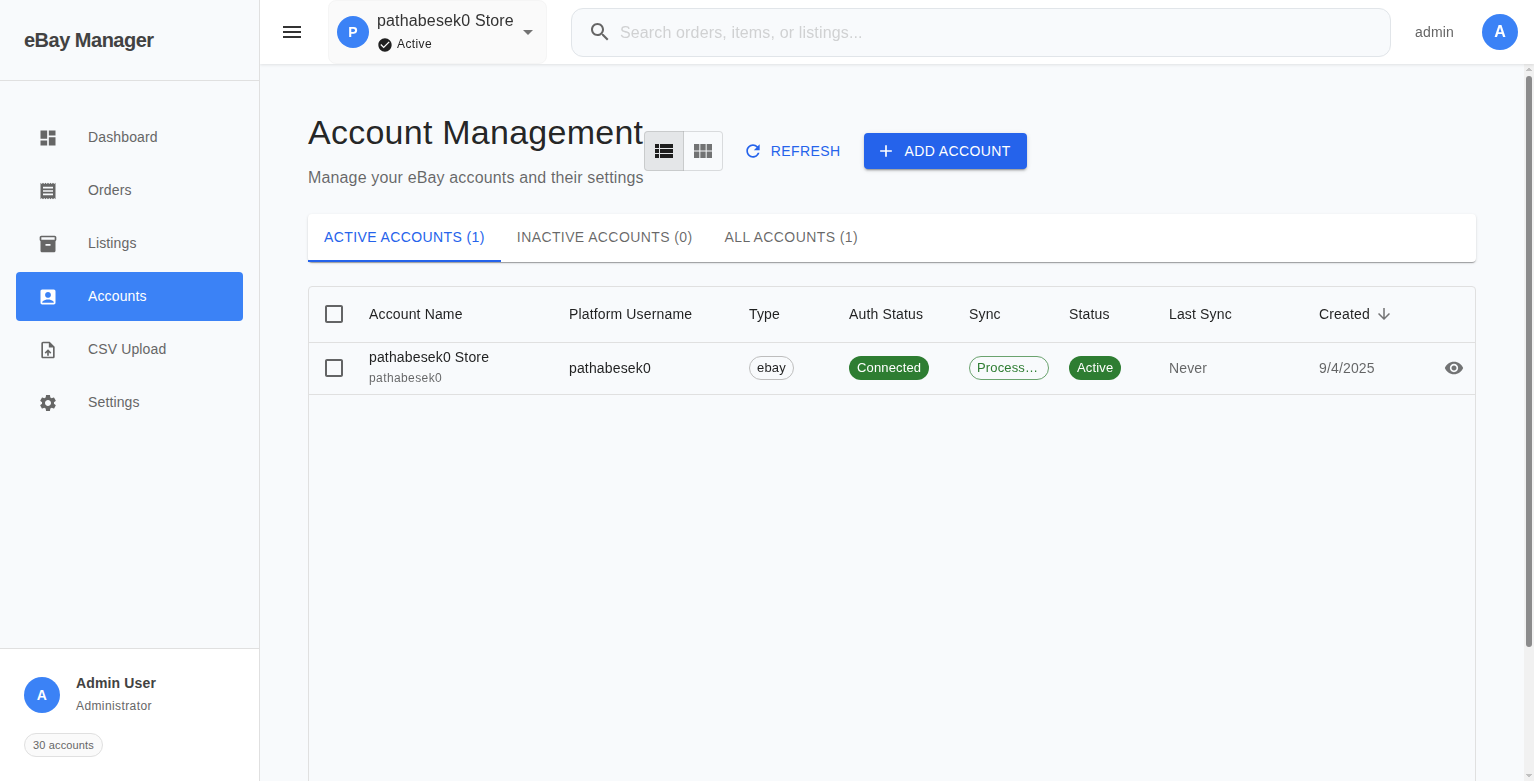 eBay Manager
P
pathabesek0 Store
Active
Search orders, items, or listings...
admin
A
Dashboard
Orders
Listings
Accounts
CSV Upload
Settings
Admin User
A
Administrator
30 accounts
Account Management
Manage your eBay accounts and their settings
REFRESH
ADD ACCOUNT
ACTIVE ACCOUNTS (1)
INACTIVE ACCOUNTS (0)
ALL ACCOUNTS (1)
Account Name
Platform Username
Type
Auth Status
Sync
Status
Last Sync
Created
pathabesek0 Store
pathabesek0
pathabesek0
ebay
Connected
Process...
Active
Never
9/4/2025